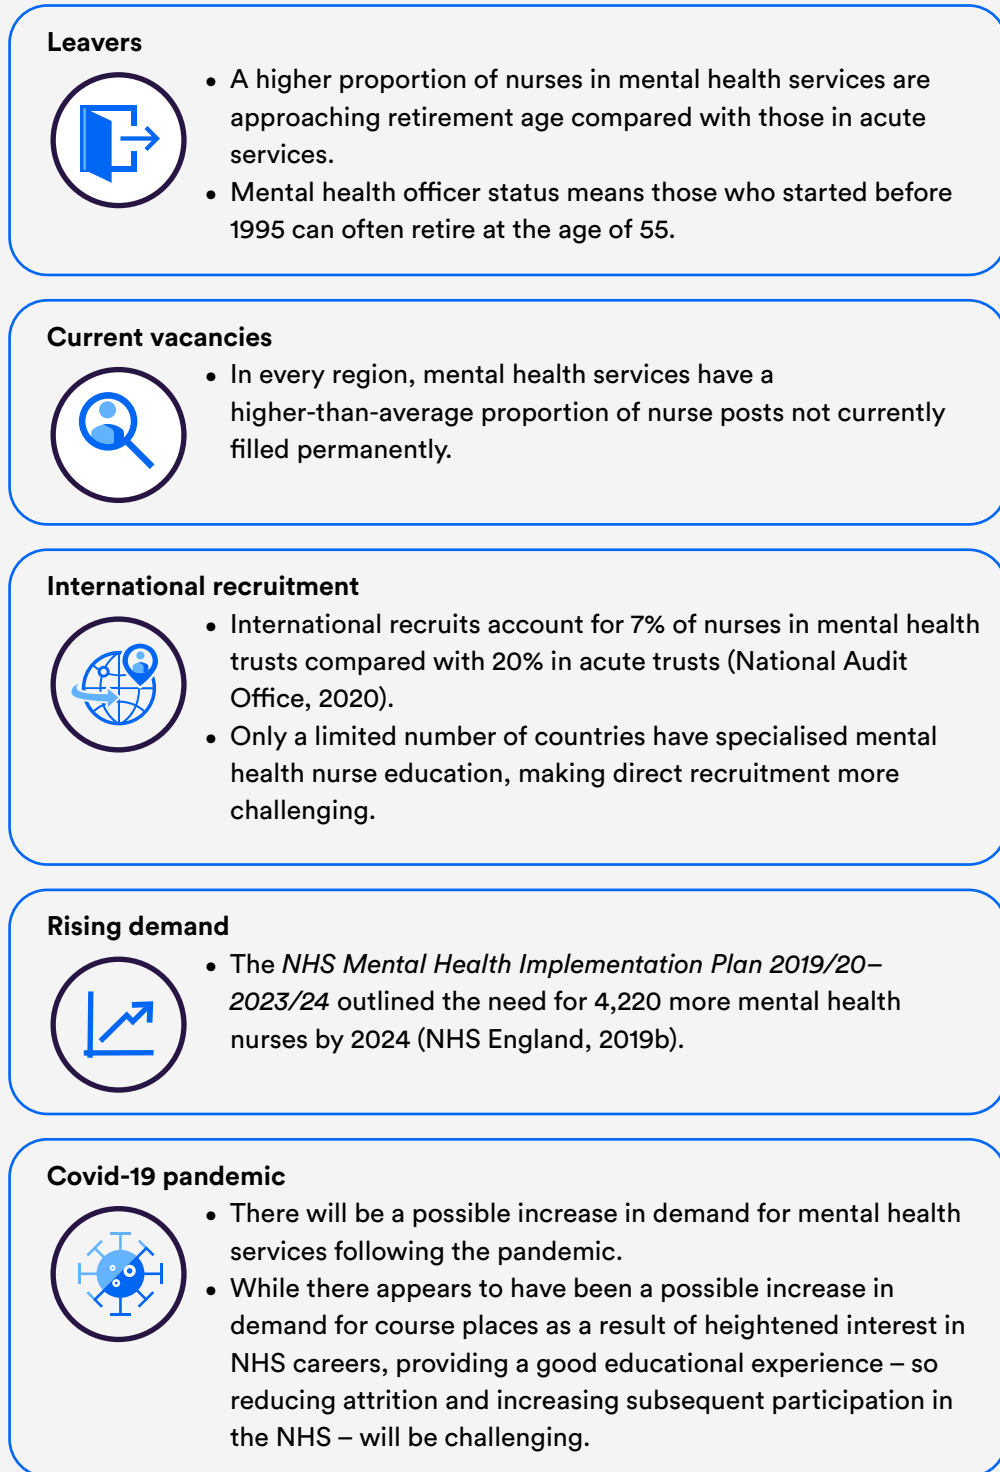 Leavers
• A higher proportion of nurses in mental health services are
approaching retirement age compared with those in acute
services.
• Mental health officer status means those who started before
1995 can often retire at the age of 55.
Current vacancies
• In every region, mental health services have a
higher-than-average proportion of nurse posts not currently
filled permanently.
International recruitment
• International recruits account for 7% of nurses in mental health
trusts compared with 20% in acute trusts (National Audit
Office, 2020).
• Only a limited number of countries have specialised mental
health nurse education, making direct recruitment more
challenging.
Rising demand
• The NHS Mental Health Implementation Plan 2019/20–
2023/24 outlined the need for 4,220 more mental health
nurses by 2024 (NHS England, 2019b).
Covid-19 pandemic
• There will be a possible increase in demand for mental health
services following the pandemic.
• While there appears to have been a possible increase in
demand for course places as a result of heightened interest in
NHS careers, providing a good educational experience – so
reducing attrition and increasing subsequent participation in
the NHS – will be challenging.